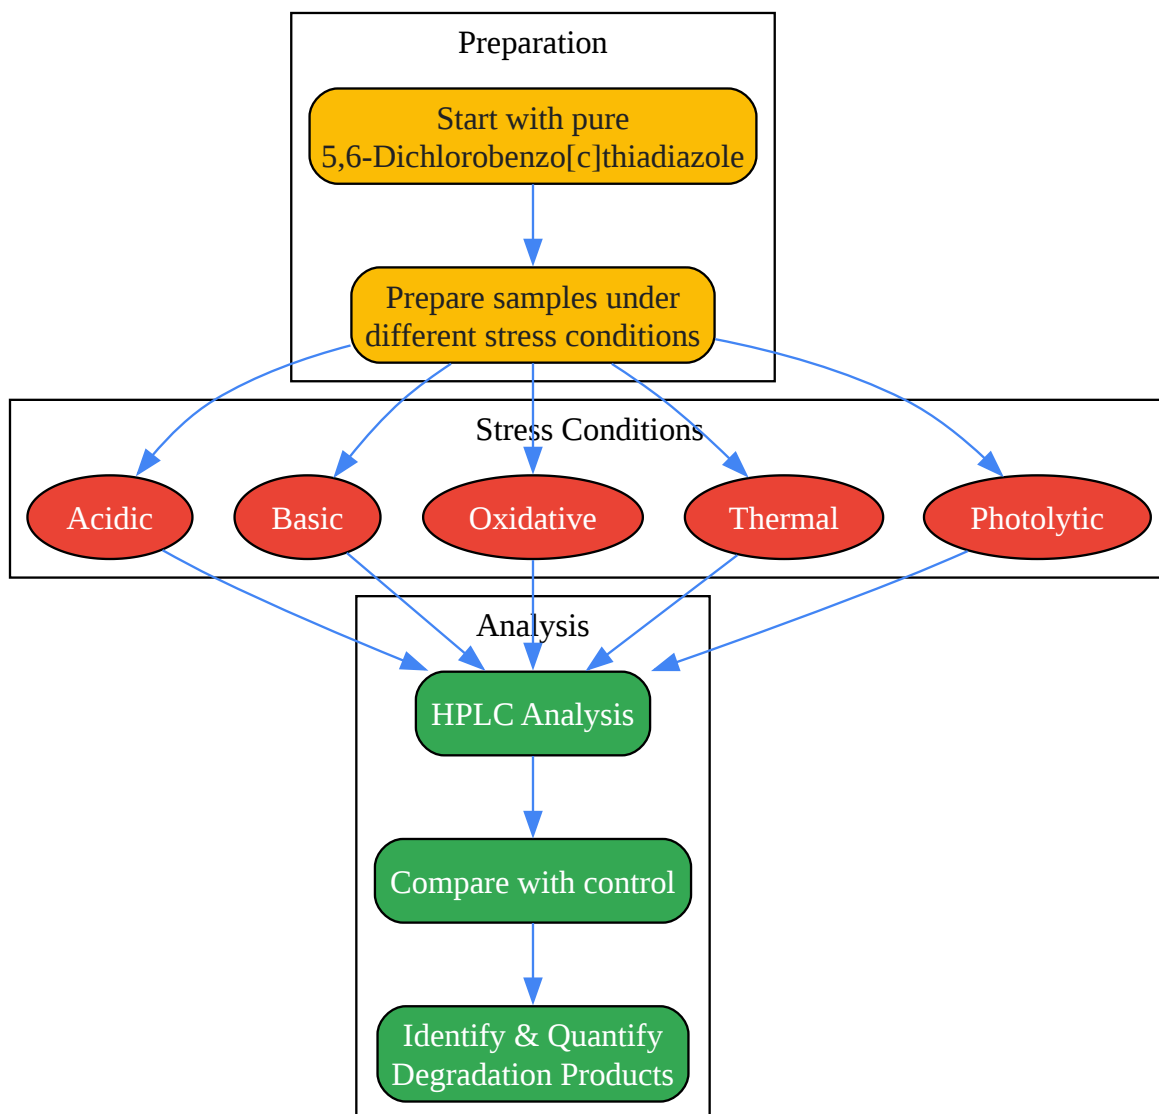 Preparation
Start with pure
5,6-Dichlorobenzo[c]thiadiazole
Prepare samples under
different stress conditions
Stress Conditions
Acidic
Basic
Oxidative
Thermal
Photolytic
Analysis
HPLC Analysis
Compare with control
Identify & Quantify
Degradation Products